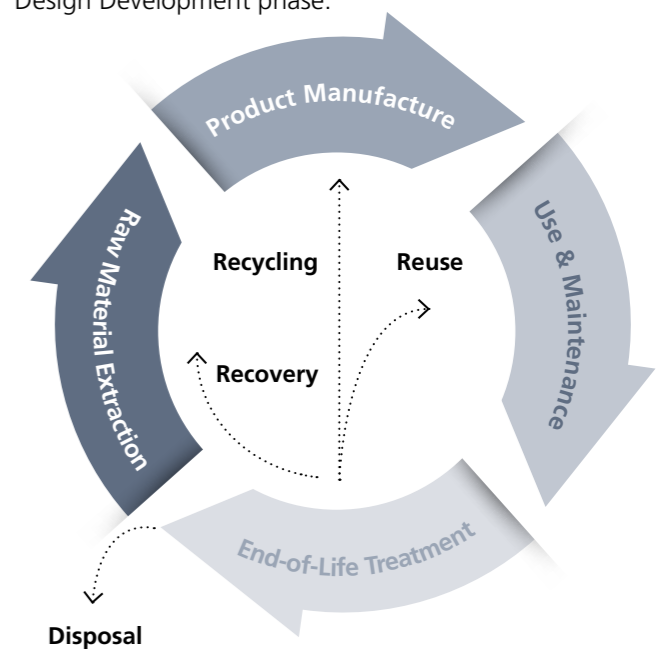 Design Development phase.
Product Manufacture
Use & Maintenance
Raw Material Extraction
Recycling
Reuse
Recovery
End-of-Life Treatment
Disposal